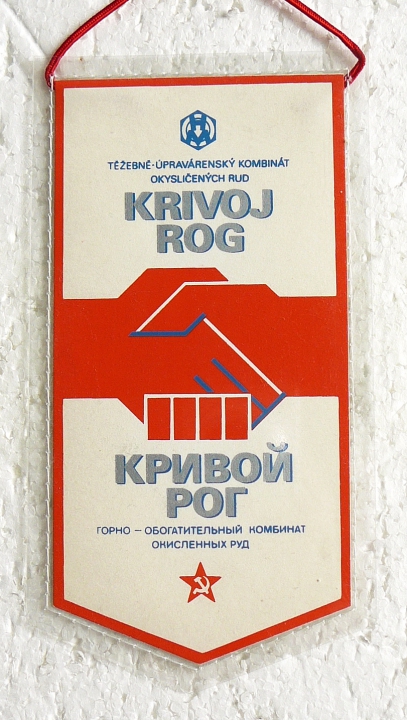 TĚŽEBNĚ-ÚPRAVÁRENSKÝ KOMBINÁT
OKYSLIČENÝCH RUD
KRIVOJ
ROG
КРИВОЙ
РОГ
ГОРНО – ОБОГАТИТЕЛЬНЫЙ КОМБИНАТ
ОКИСЛЕННЫХ РУД